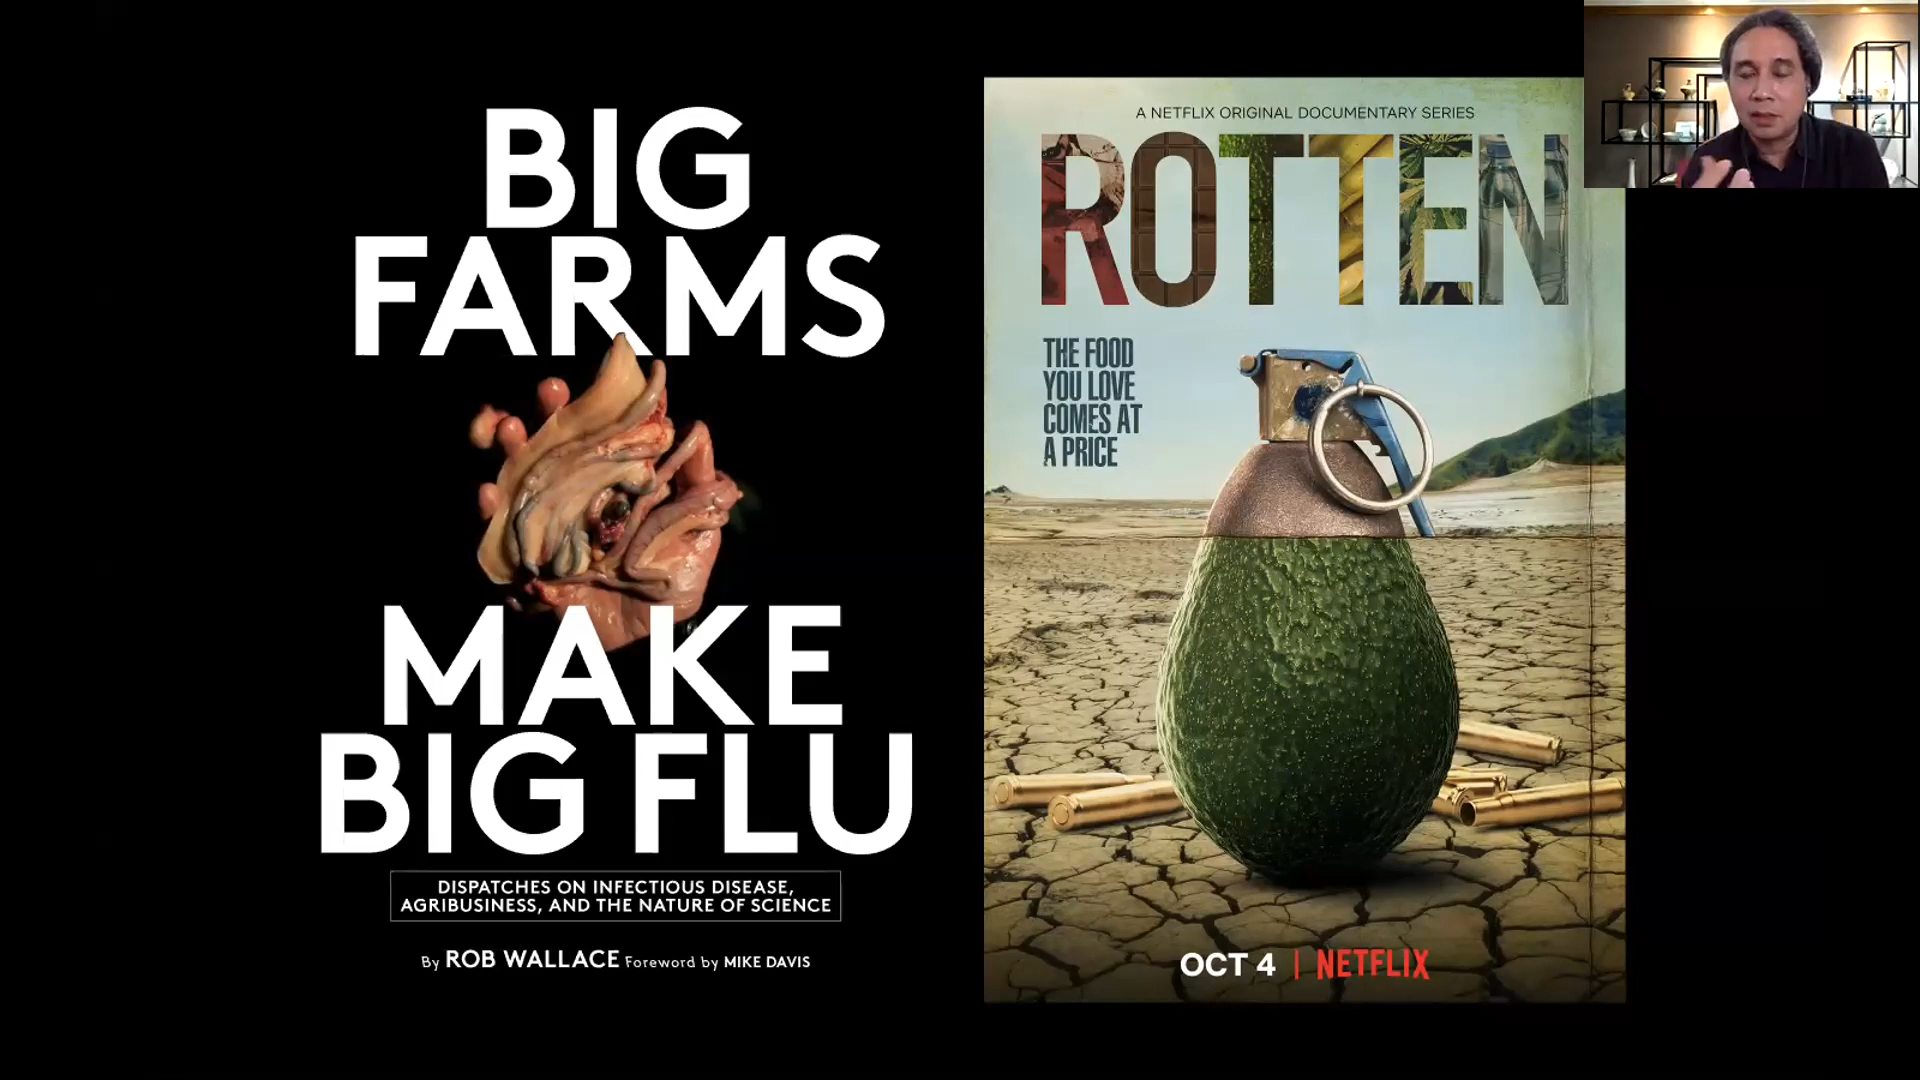 BIG
FARMS
MAKE
BIG FLU
DISPATCHES ON INFECTIOUS DISEASE,
AGRIBUSINESS, AND THE NATURE OF SCIENCE
By ROB WALLACE Foreword by MIKE DAVIS
A NETFLIX ORIGINAL DOCUMENTARY SERIES
ROTTEN
THE FOOD
YOU LOVE
COMES AT
A PRICE
OCT 4 | NETFLIX